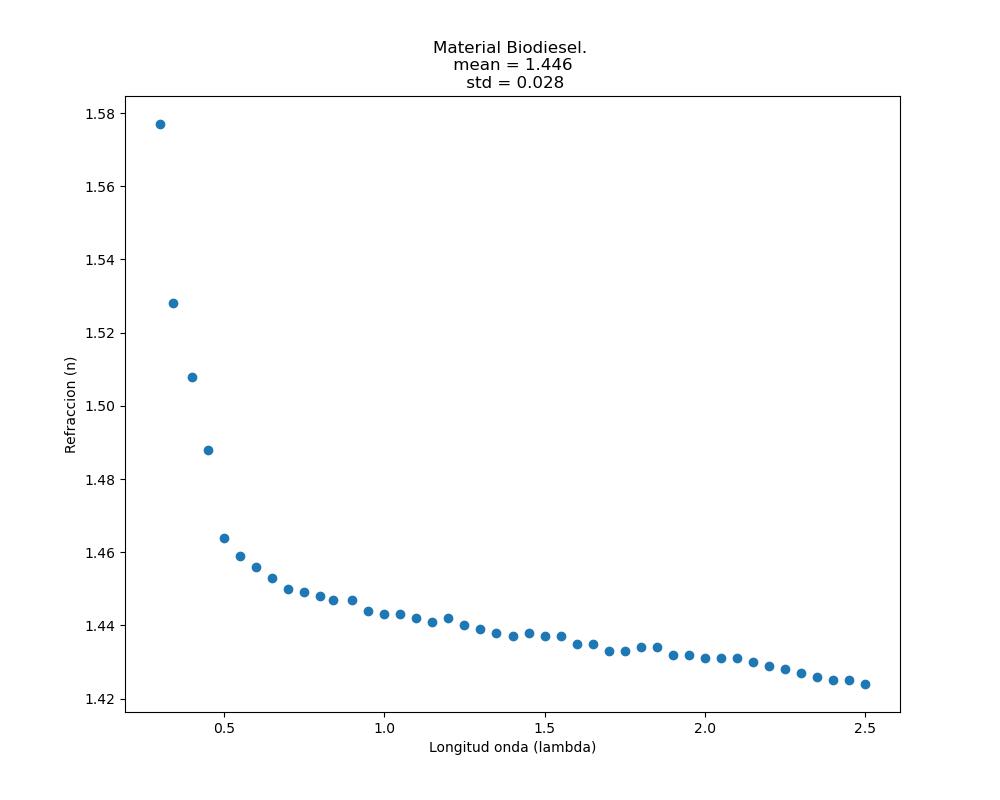 Material Biodiesel.
mean = 1.446
std = 0.028
1.58
1.56
1.54
1.52
1.50
1.48
1.46
1.44
1.42
Refraccion (n)
0.5 1.0 1.5 2.0 2.5
Longitud onda (lambda)